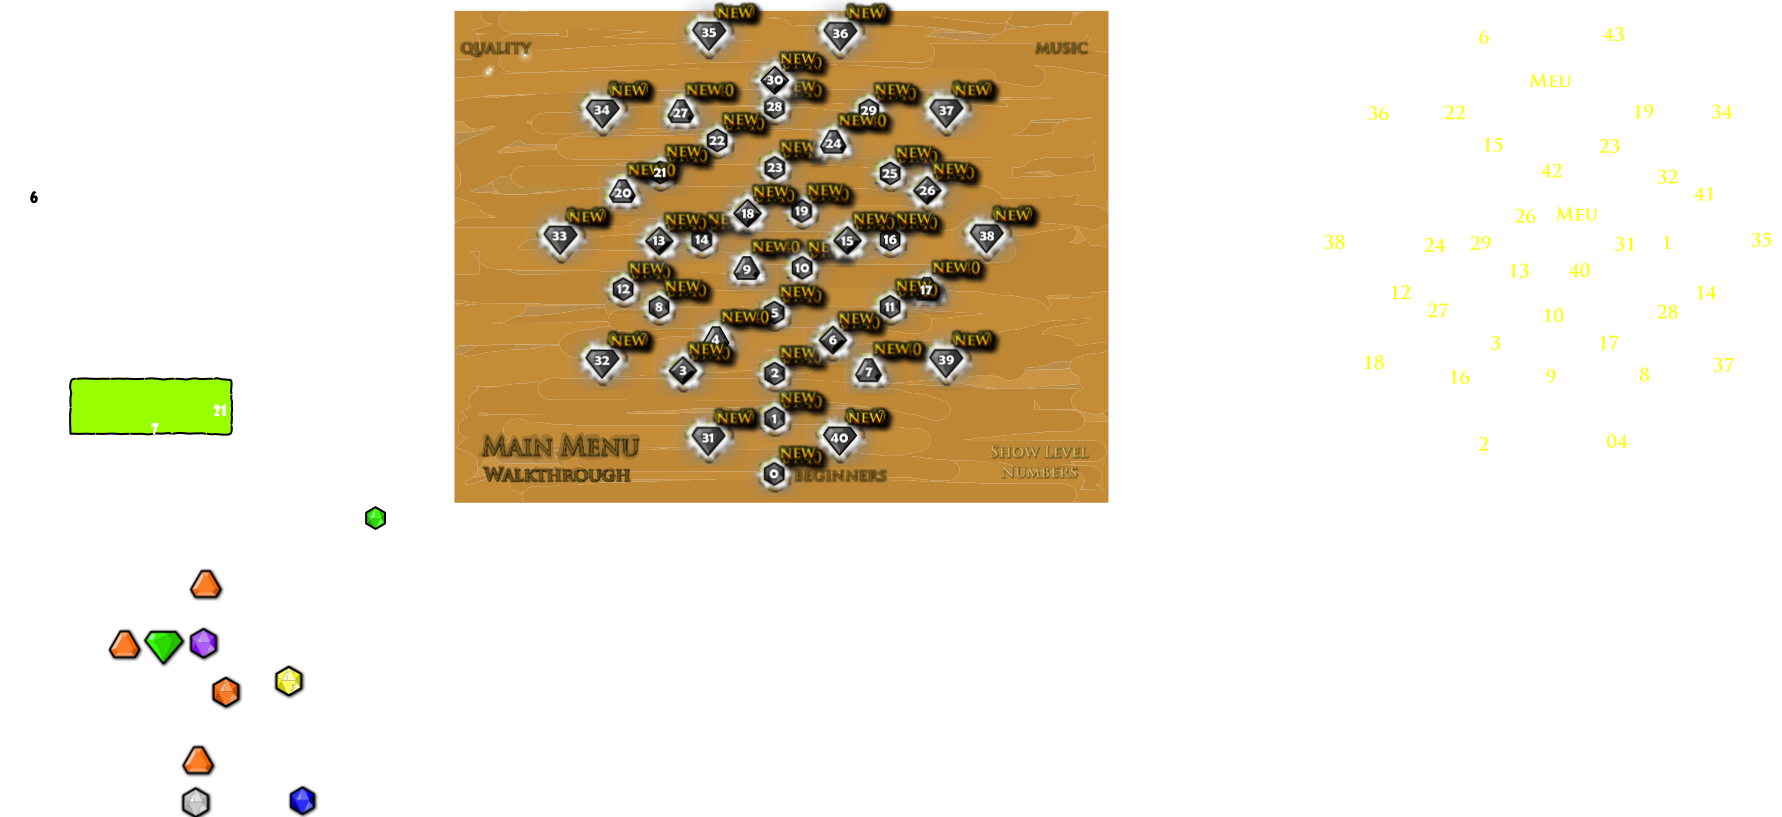 NEW NEW
35 36
QUALITY MUSIC
NEW
30
NEW NEW NEW NEW
34 27 28 29 37
NEW NEW
22 24
NEW NEW NEW
21 23 25
NEW NEW
20 26
NEW NEW
18 19
NEW NEW NEW NEW NEW
33 13 14 15 16 38
NEW NEW
9 10
NEW NEW NEW
12 17
NEW NEW
8 5 11
NEW NEW
4 6
NEW NEW NEW NEW NEW
32 3 2 7 39
NEW
1
NEW NEW
31 40
MAIN MENU
WALKTHROUGH
NEW
0 BEGINNERS
SHOW LEVEL
NUMBERS
6
21
7
6 43
MEU
36 22 19 34
15 23
42 32
41
26 MEU
38 24 29 31 1 35
13 40
12 14
27 10 28
3 17
18 16 9 8 37
2 04